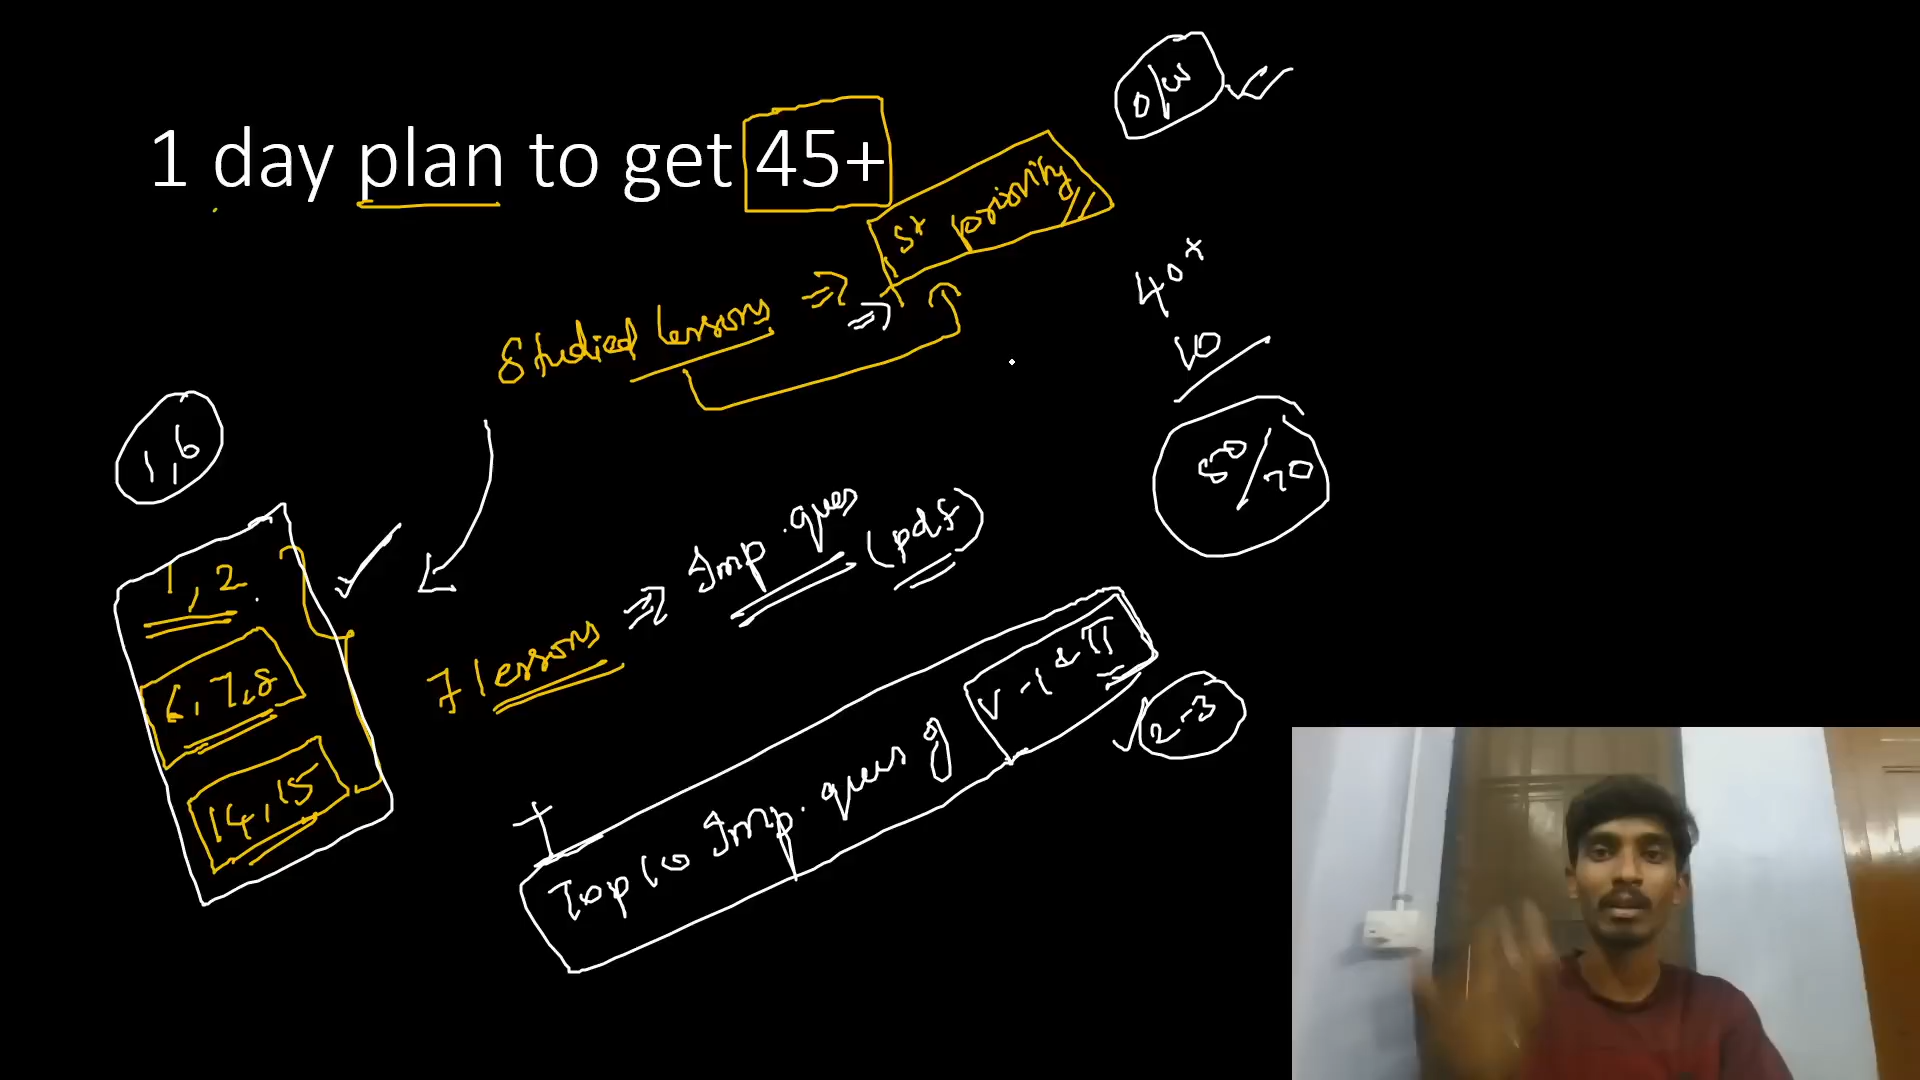 1 day plan to get 45+
O/W
Sx priority
Studied lessons ⇒
⇒
40+
10
50/70
1,6
1, 2
6, 7, 8
14, 15
7 lessons ⇒ Imp. ques (pdf)
+
Top 10 Imp. ques of V-1 & II
2-3